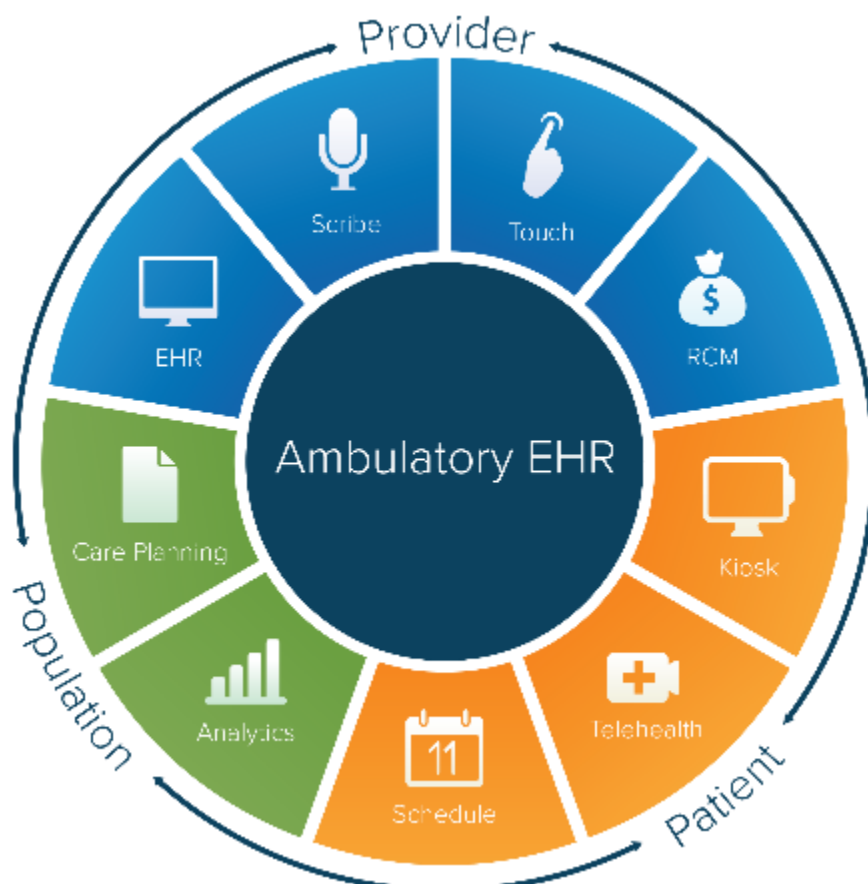 Provider
Scribe
Touch
EHR
$
RCM
Ambulatory EHR
Care Planning
Kiosk
Population
Analytics
11
Schedule
Telehealth
Patient